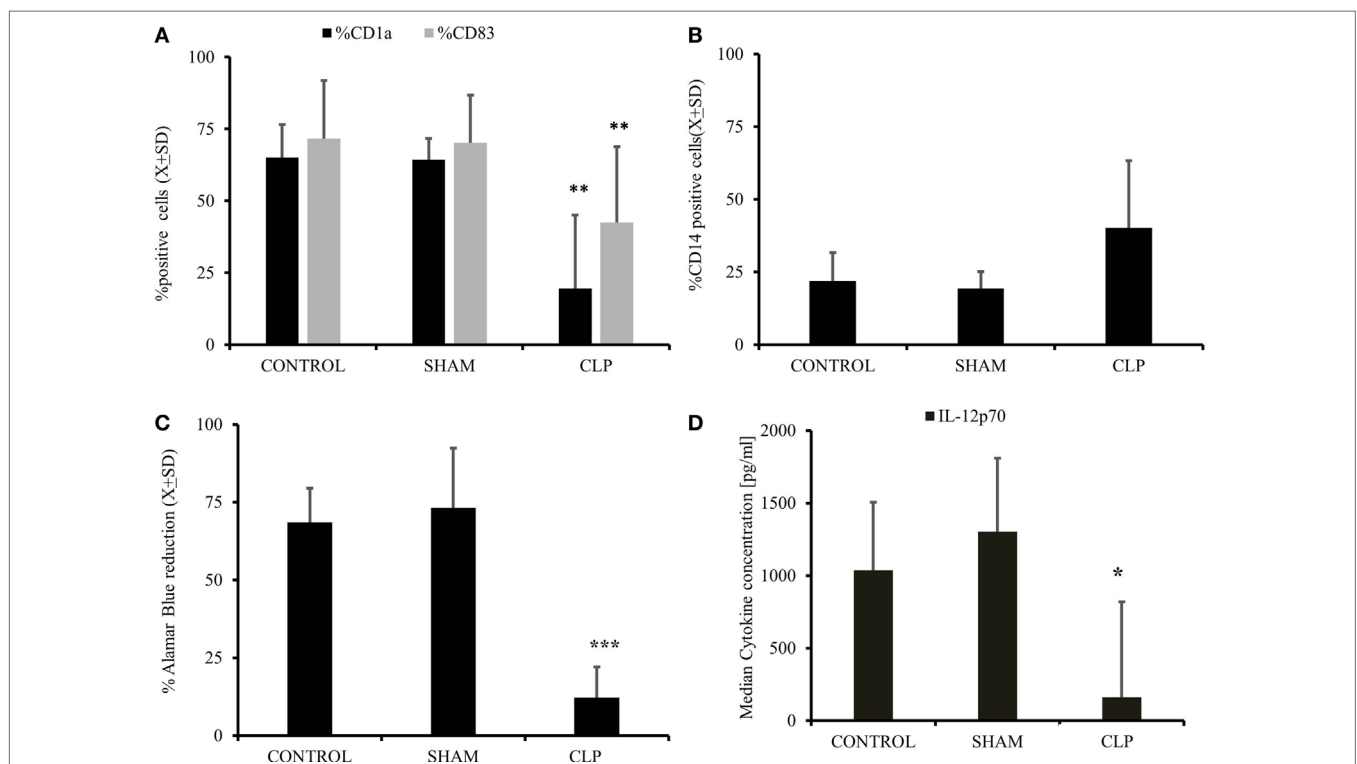 A
%CD1a %CD83
%positive cells (X±SD)
100
75
50
25
0
**
**
CONTROL SHAM CLP
B
%CD14 positive cells(X±SD)
100
75
50
25
0
CONTROL SHAM CLP
C
% Alamar Blue reduction (X±SD)
100
75
50
25
0
***
CONTROL SHAM CLP
D
IL-12p70
Median Cytokine concentration [pg/ml]
2000
1500
1000
500
0
*
CONTROL SHAM CLP